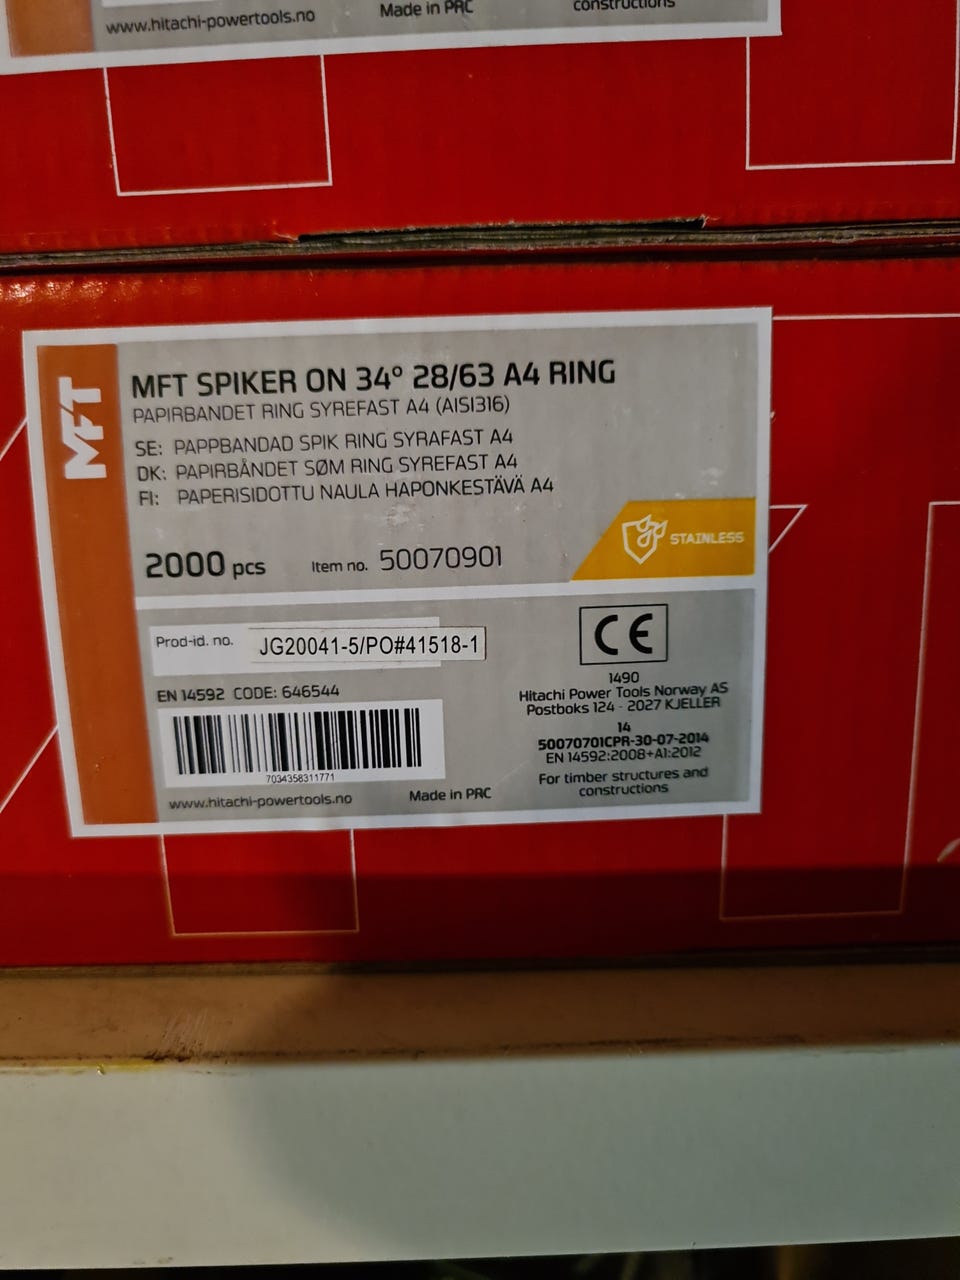 www.hitachi-powertools.no
Made in PRC
constructions
MFT
MFT SPIKER ON 34° 28/63 A4 RING
PAPIRBANDET RING SYREFAST A4 (AISI316)
SE: PAPPBANDAD SPIK RING SYRAFAST A4
DK: PAPIRBÅNDET SØM RING SYREFAST A4
FI: PAPERISIDOTTU NAULA HAPONKESTÄVÄ A4
STAINLESS
2000 pcs Item no. 50070901
Prod-id. no. JG20041-5/PO#41518-1
EN 14592 CODE: 646544
7034358311771
www.hitachi-powertools.no
Made in PRC
CE
1490
Hitachi Power Tools Norway AS
Postboks 124 - 2027 KJELLER
14
50070701CPR-30-07-2014
EN 14592:2008+A1:2012
For timber structures and
constructions